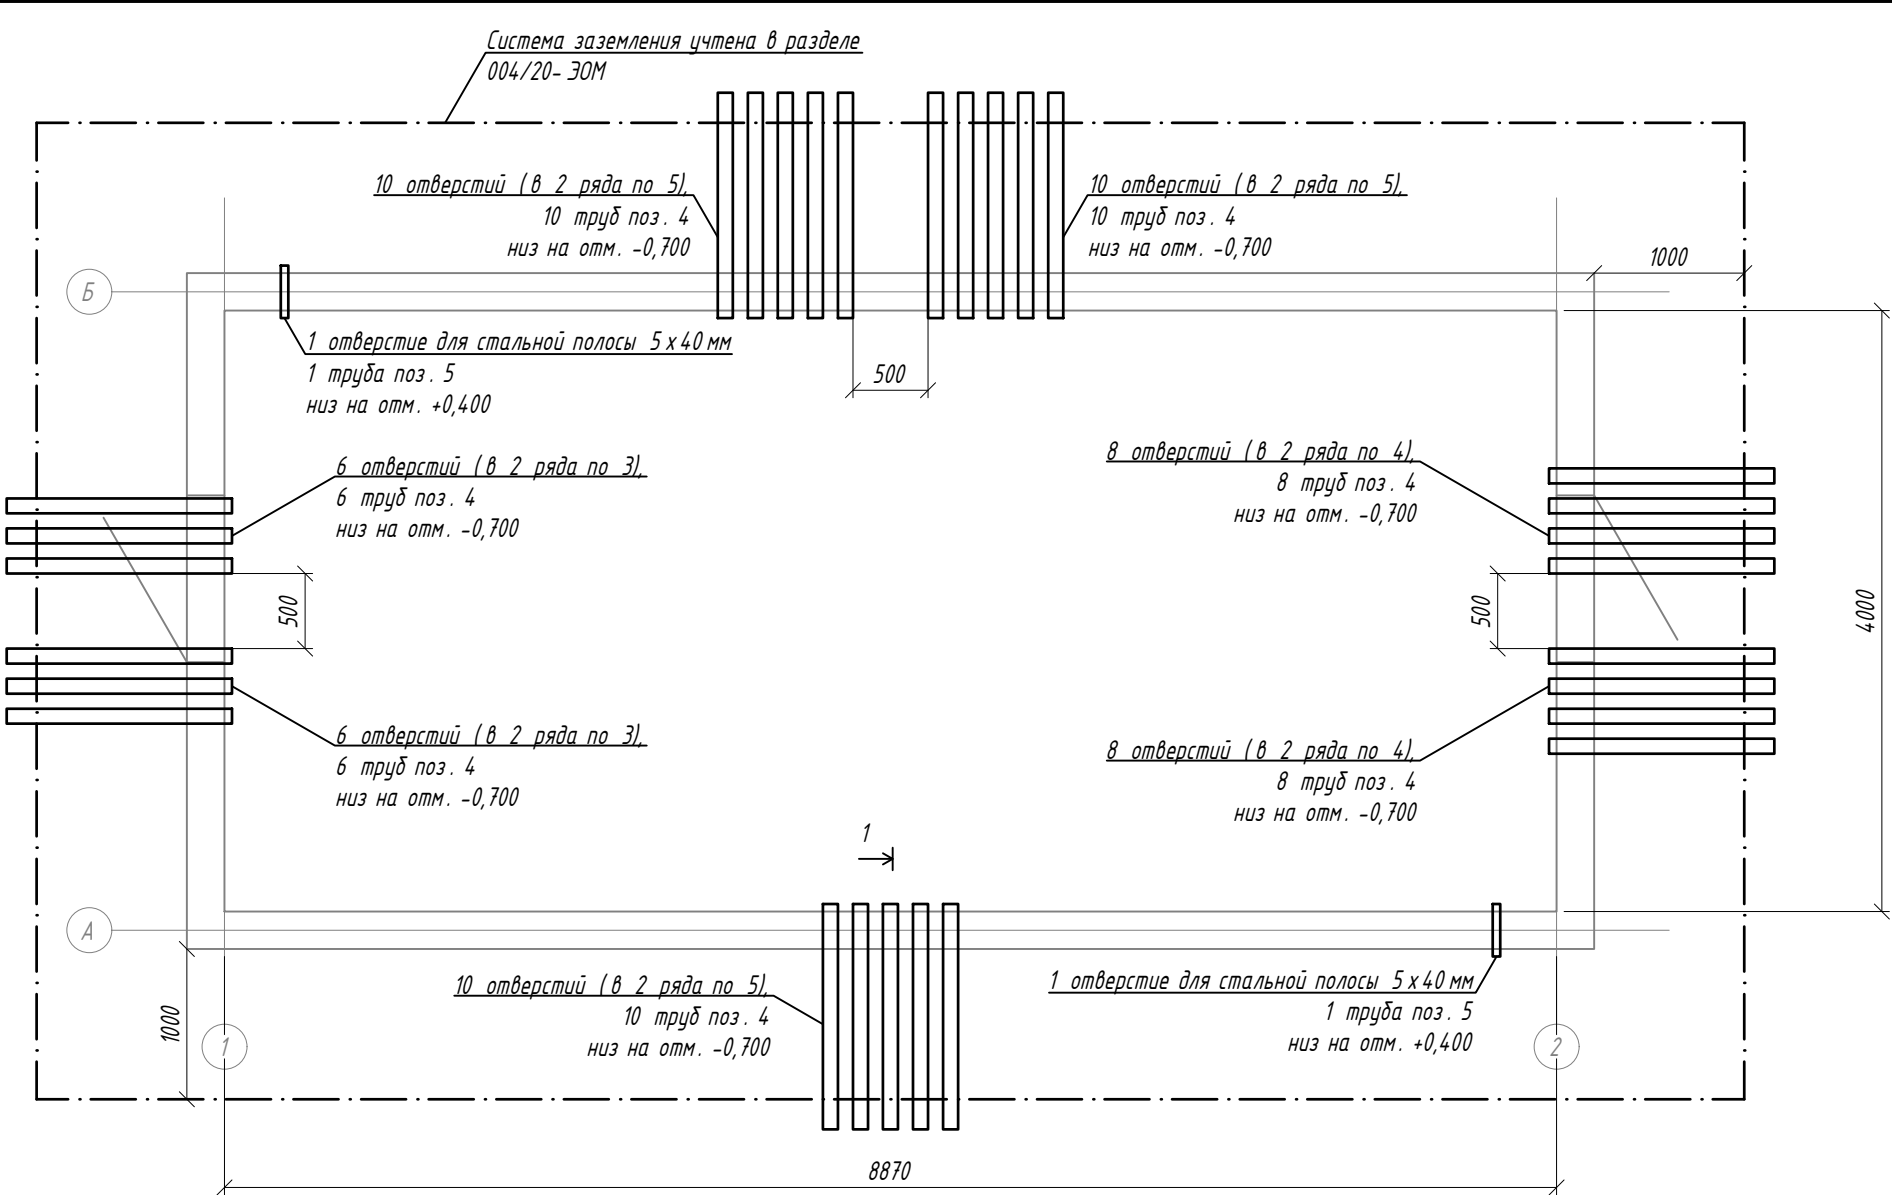 Система заземления учтена в разделе
004/20- ЭОМ
10 отверстий (в 2 ряда по 5),
10 труб поз. 4
низ на отм. -0,700
10 отверстий (в 2 ряда по 5),
10 труб поз. 4
низ на отм. -0,700
1000
Б
1 отверстие для стальной полосы 5х40 мм
1 труба поз. 5
низ на отм. +0,400
500
6 отверстий (в 2 ряда по 3),
6 труб поз. 4
низ на отм. -0,700
8 отверстий (в 2 ряда по 4),
8 труб поз. 4
низ на отм. -0,700
500
500
4000
6 отверстий (в 2 ряда по 3),
6 труб поз. 4
низ на отм. -0,700
8 отверстий (в 2 ряда по 4),
8 труб поз. 4
низ на отм. -0,700
1
А
10 отверстий (в 2 ряда по 5),
10 труб поз. 4
низ на отм. -0,700
1 отверстие для стальной полосы 5х40 мм
1 труба поз. 5
низ на отм. +0,400
1000
1
2
8870